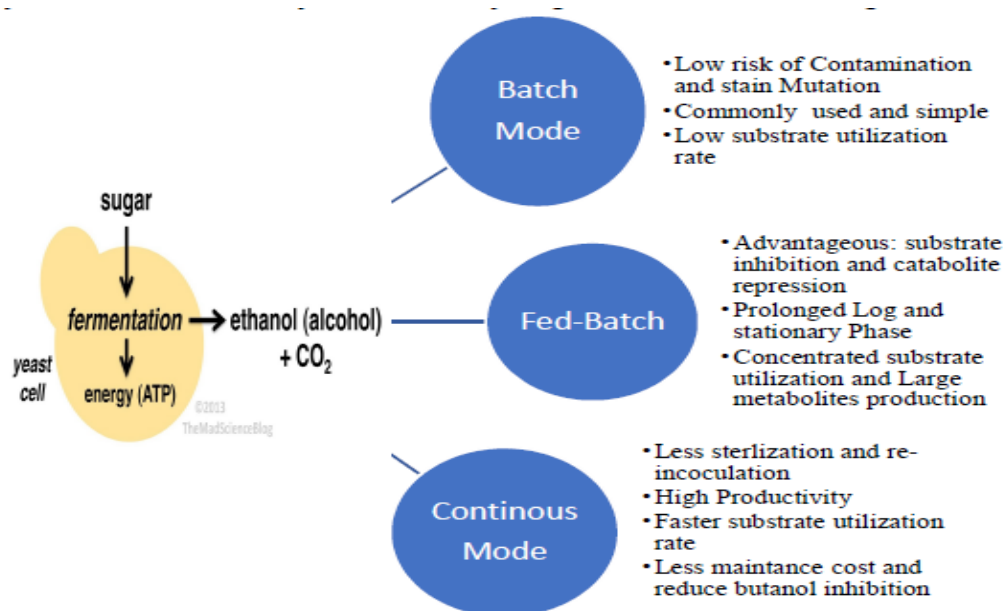 sugar
fermentation
ethanol (alcohol)
+ CO2
yeast
cell
energy (ATP)
©2013
TheMadScienceBlog
Batch
Mode
•Low risk of Contamination
and stain Mutation
•Commonly used and simple
•Low substrate utilization
rate
Fed-Batch
•Advantageous: substrate
inhibition and catabolite
repression
•Prolonged Log and
stationary Phase
•Concentrated substrate
utilization and Large
metabolites production
Continous
Mode
•Less sterlization and re-
incoculation
•High Productivity
•Faster substrate utilization
rate
•Less maintance cost and
reduce butanol inhibition